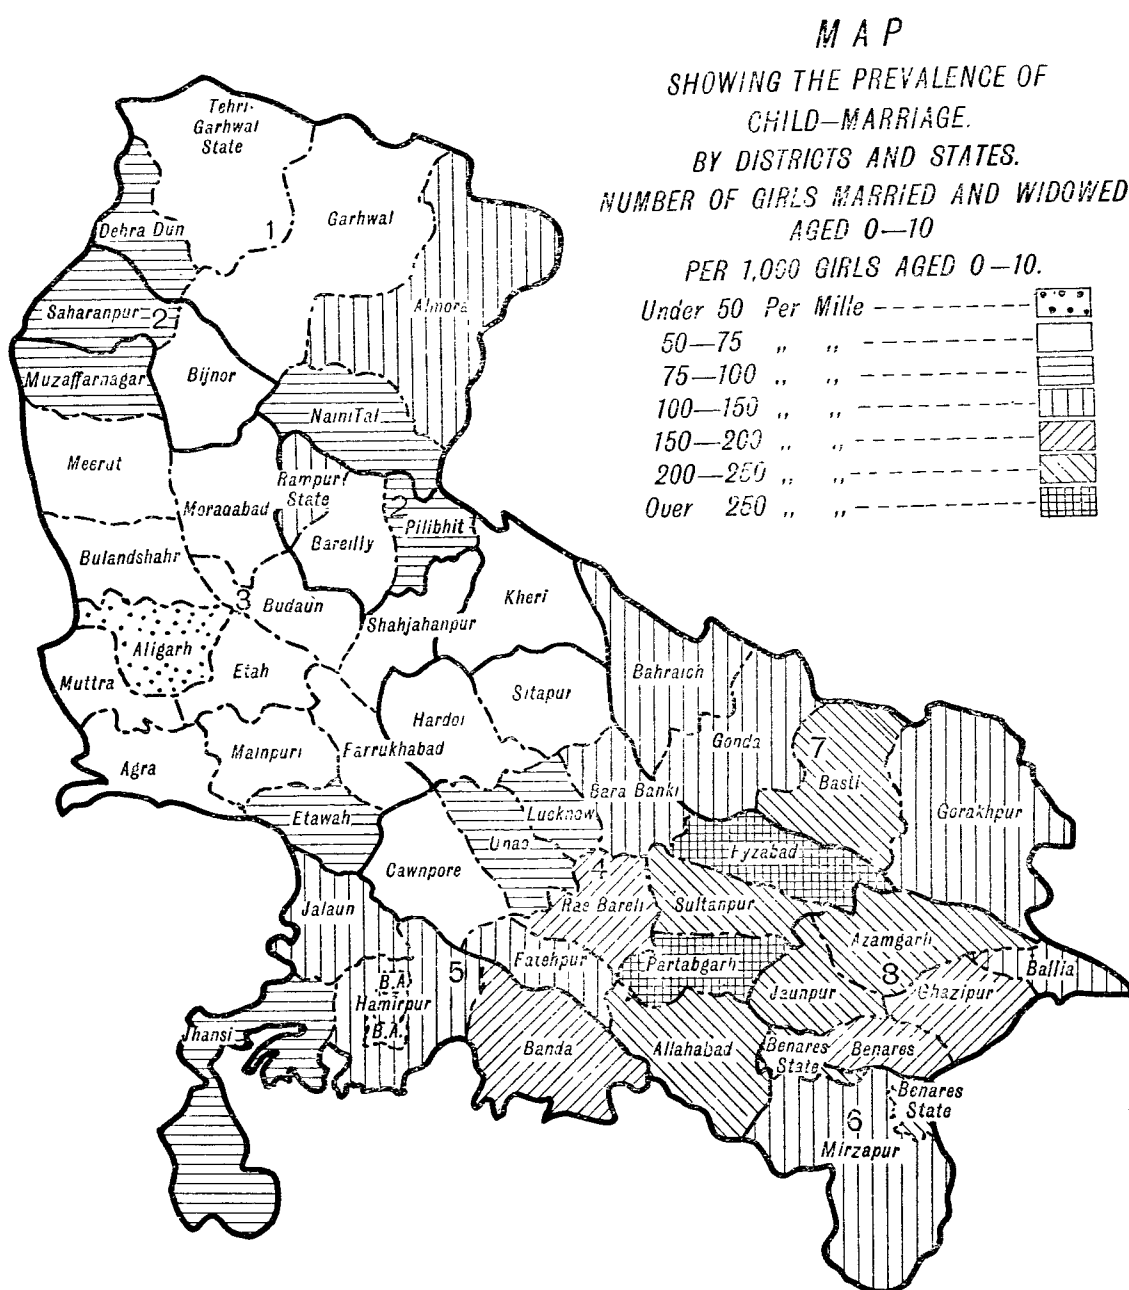 MAP
SHOWING THE PREVALENCE OF
CHILD—MARRIAGE.
BY DISTRICTS AND STATES.
NUMBER OF GIRLS MARRIED AND WIDOWED
AGED 0—10
PER 1,000 GIRLS AGED 0—10.
Under 50 Per Mille
50—75 „ „
75—100 „ „
100—150 „ „
150—200 „ „
200—250 „ „
Over 250 „ „
Tehri-
Garhwal
State
1
Garhwal
Dehra Dun
Almora
Saharanpur
2
Muzaffarnagar
Bijnor
Naini Tal
Meerut
Moradabad
Rampur
State
2
Pilibhit
Bareilly
Bulandshahr
3
Budaun
Kheri
Shahjahanpur
Aligarh
Etah
Muttra
Bahraich
Sitapur
Hardoi
Gonda
7
Basti
Mainpuri
Farrukhabad
Agra
Bara Banki
Gorakhpur
Etawah
Lucknow
Unao
Fyzabad
Cawnpore
4
Rae Bareli
Sultanpur
Jalaun
Azamgarh
Fatehpur
Partabgarh
5
8
Ballia
B.A.
Hamirpur
B.A.
Jaunpur
Ghazipur
Jhansi
Banda
Allahabad
Benares
State
Benares
Benares
State
6
Mirzapur